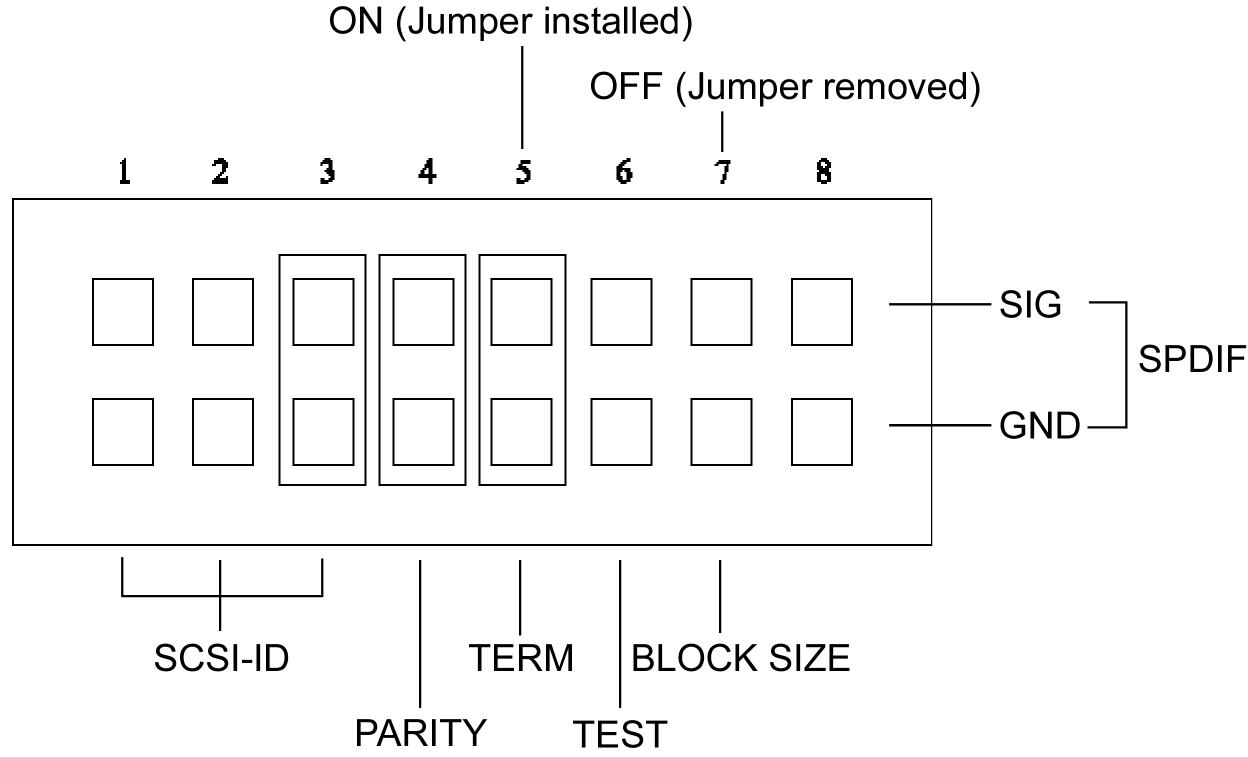 ON (Jumper installed)
OFF (Jumper removed)
1 2 3 4 5 6 7 8
SIG
SPDIF
GND
SCSI-ID
TERM
BLOCK SIZE
PARITY
TEST